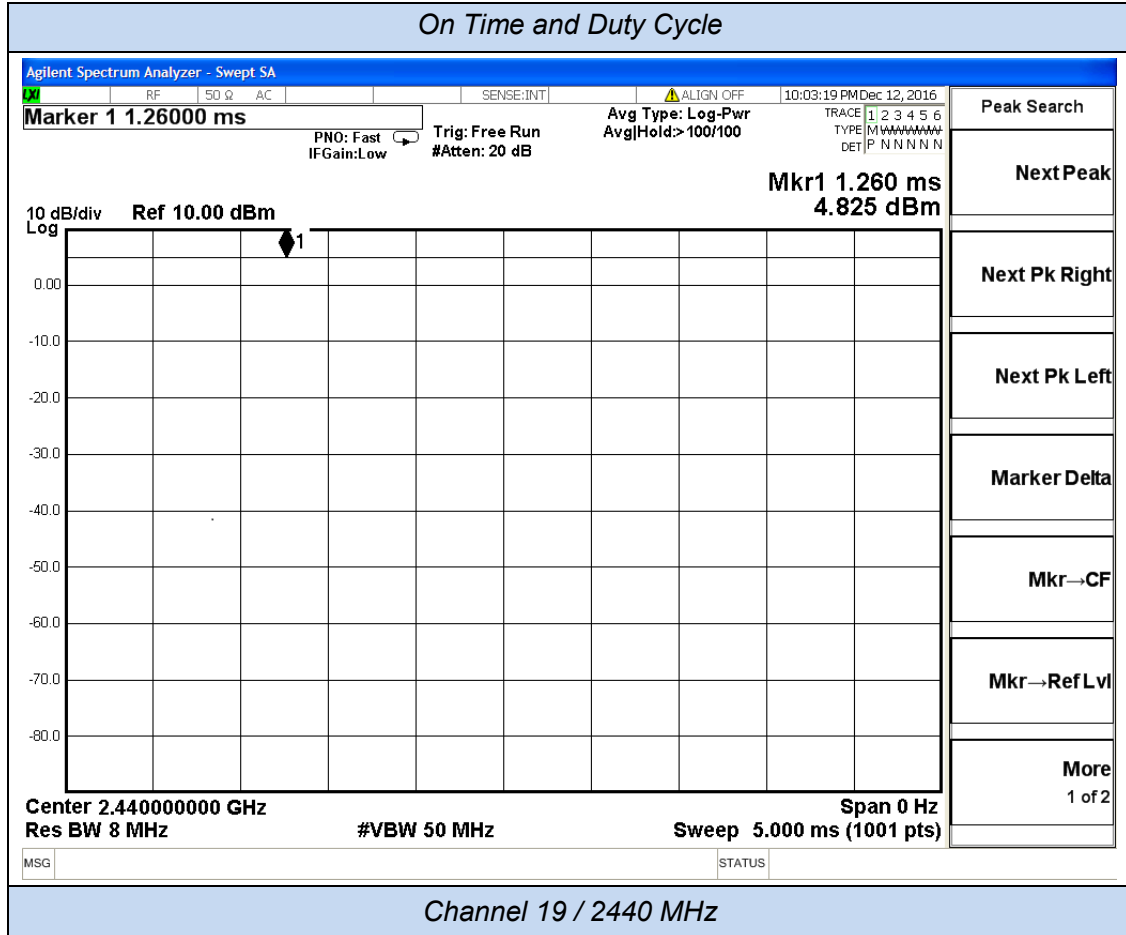 On Time and Duty Cycle
Agilent Spectrum Analyzer - Swept SA
LXI RF 50 Ω AC SENSE:INT ALIGN OFF 10:03:19 PM Dec 12, 2016
Marker 1 1.26000 ms
PNO: Fast
IFGain:Low
Trig: Free Run
#Atten: 20 dB
Avg Type: Log-Pwr
Avg|Hold:>100/100
TRACE 1 2 3 4 5 6
TYPE M
DET P N N N N N
Mkr1 1.260 ms
4.825 dBm
10 dB/div Ref 10.00 dBm
Log
1
0.00
-10.0
-20.0
-30.0
-40.0
-50.0
-60.0
-70.0
-80.0
Center 2.440000000 GHz Span 0 Hz
Res BW 8 MHz #VBW 50 MHz Sweep 5.000 ms (1001 pts)
MSG STATUS
Peak Search
Next Peak
Next Pk Right
Next Pk Left
Marker Delta
Mkr→CF
Mkr→Ref Lvl
More
1 of 2
Channel 19 / 2440 MHz